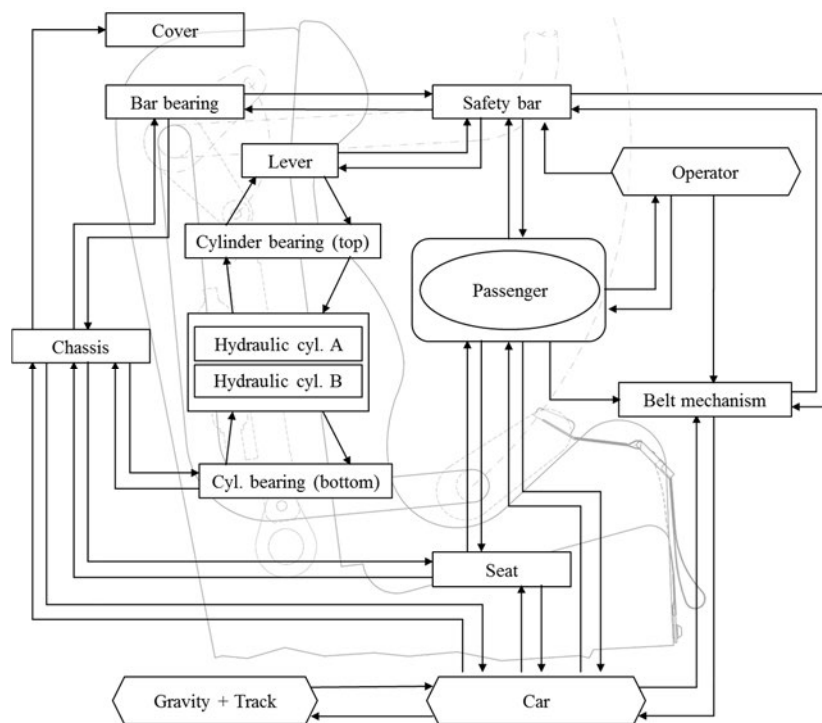 Cover
Bar bearing
Safety bar
Lever
Operator
Cylinder bearing (top)
Passenger
Chassis
Hydraulic cyl. A
Hydraulic cyl. B
Belt mechanism
Cyl. bearing (bottom)
Seat
Gravity + Track
Car